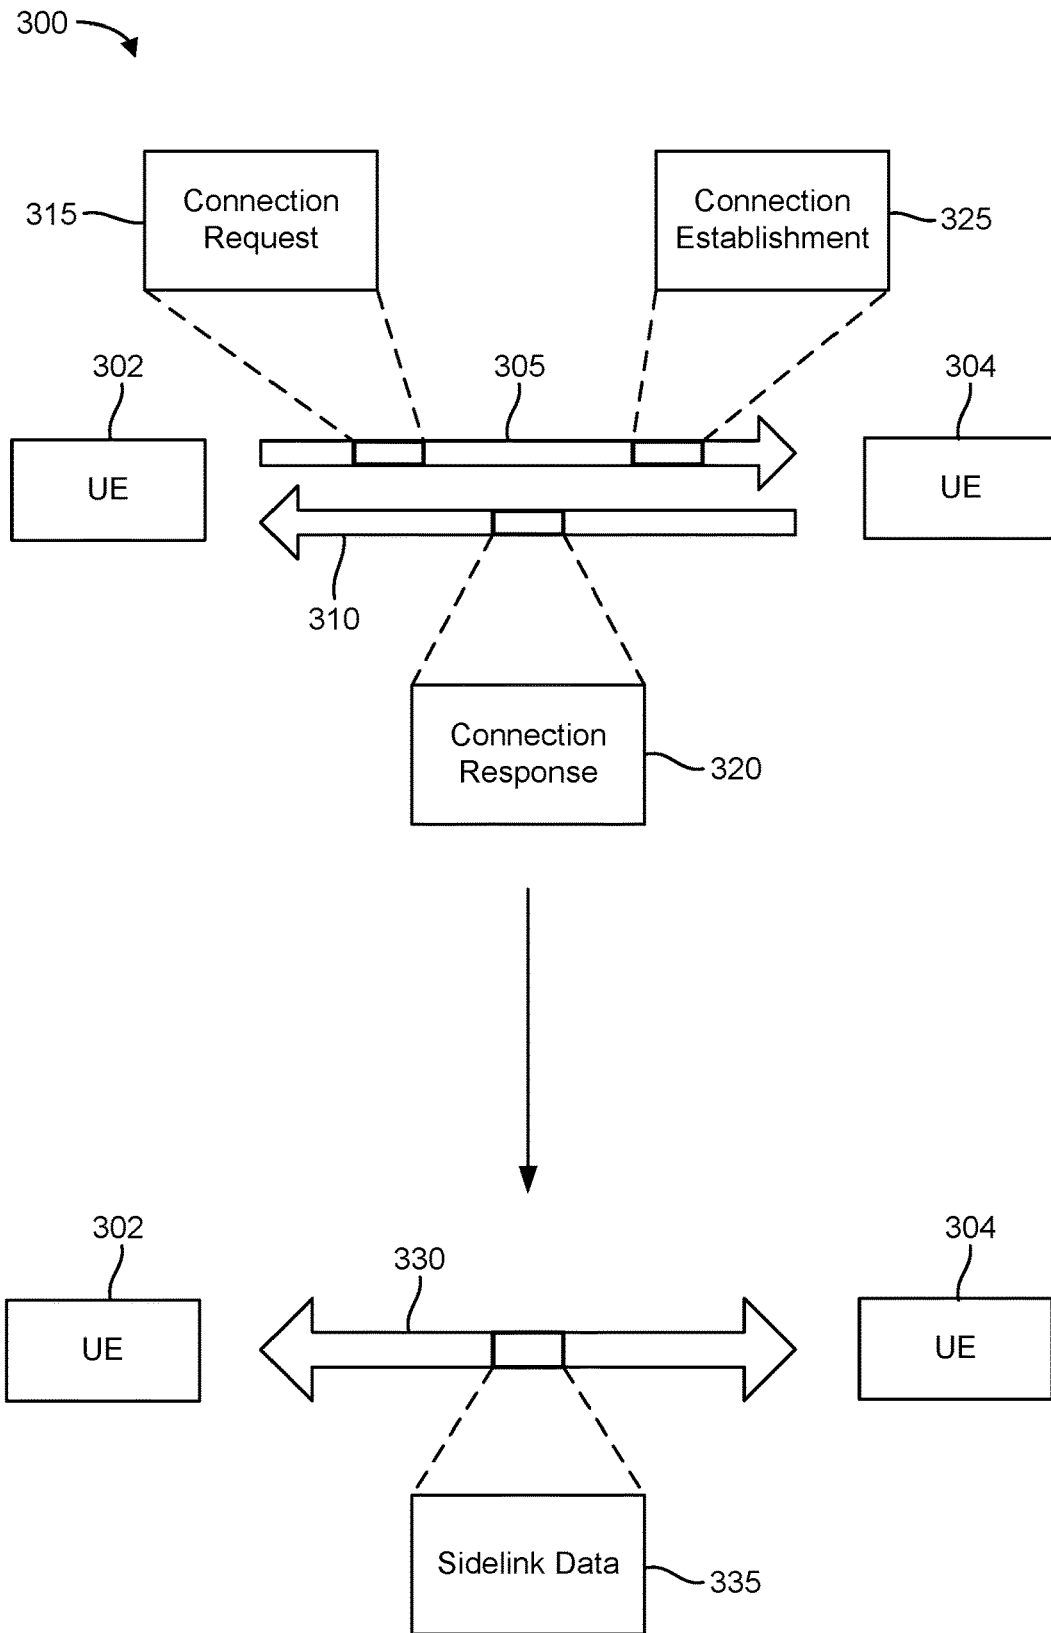 300
315
Connection
Request
Connection
Establishment
325
302
305
304
UE
UE
310
Connection
Response
320
302
330
304
UE
UE
Sidelink Data
335